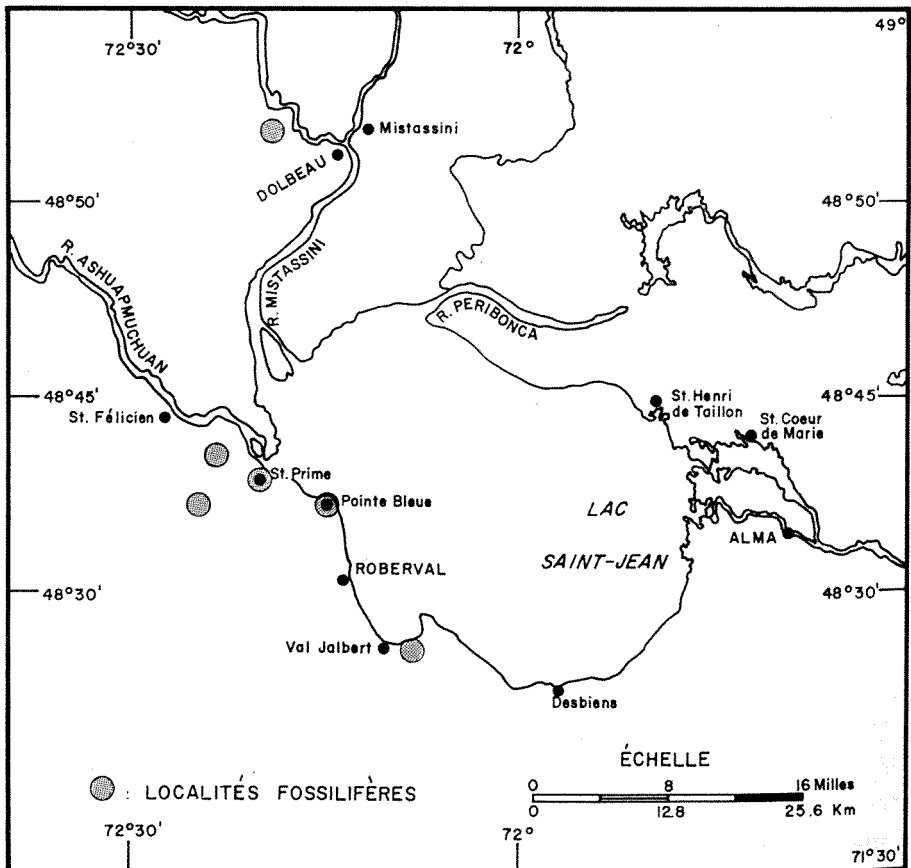 72°30'
72°
49°
Mistassini
DOLBEAU
48°50'
48°50'
R. ASHUAPMUCHUAN
R. MISTASSINI
R. PERIBONCA
48°45'
48°45'
St. Félicien
St. Henri
de Taillon
St. Coeur
de Marie
St. Prime
Pointe Bleue
LAC
SAINT-JEAN
ALMA
ROBERVAL
48°30'
48°30'
Val Jalbert
Desbiens
ÉCHELLE
: LOCALITÉS FOSSILIFÈRES
0 8 16 Milles
0 12.8 25.6 Km
72°30'
72°
71°30'